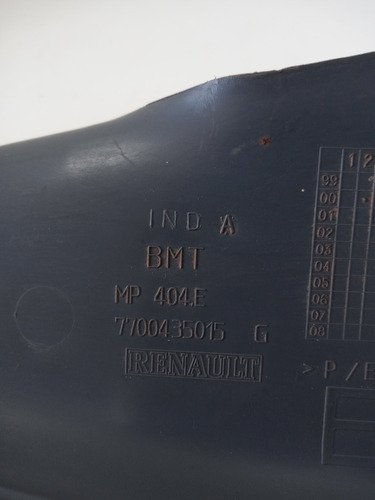 IND A
BMT
MP 404.E
7700435015 G
RENAULT
1 2
99
00
01
02
03
04
05
06
07
08
>P/E